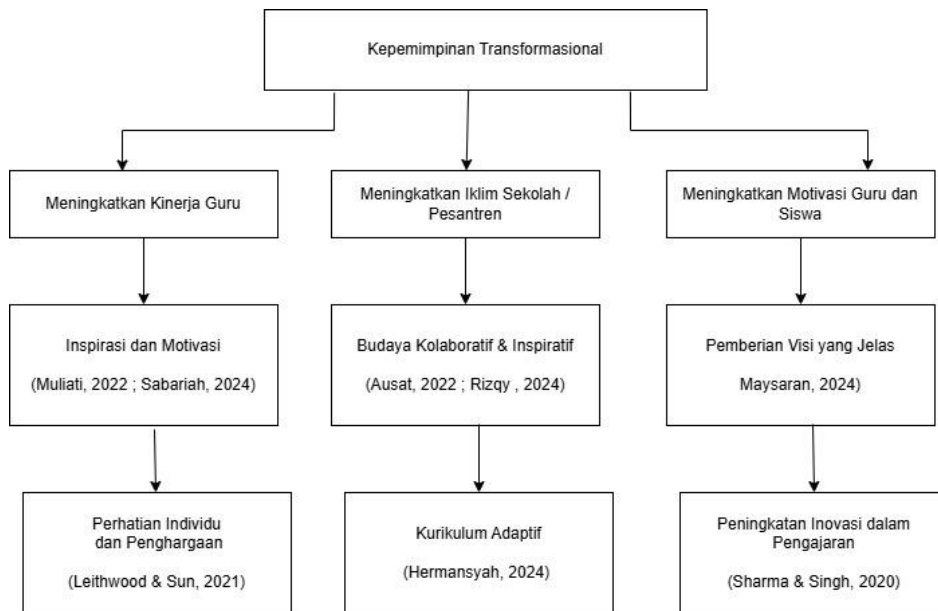 Kepemimpinan Transformasional
Meningkatkan Kinerja Guru
Meningkatkan Iklim Sekolah /
Pesantren
Meningkatkan Motivasi Guru dan
Siswa
Inspirasi dan Motivasi
(Muliati, 2022 ; Sabariah, 2024)
Budaya Kolaboratif & Inspiratif
(Ausat, 2022 ; Rizqy , 2024)
Pemberian Visi yang Jelas
Maysaran, 2024)
Perhatian Individu
dan Penghargaan
(Leithwood & Sun, 2021)
Kurikulum Adaptif
(Hermansyah, 2024)
Peningkatan Inovasi dalam
Pengajaran
(Sharma & Singh, 2020)